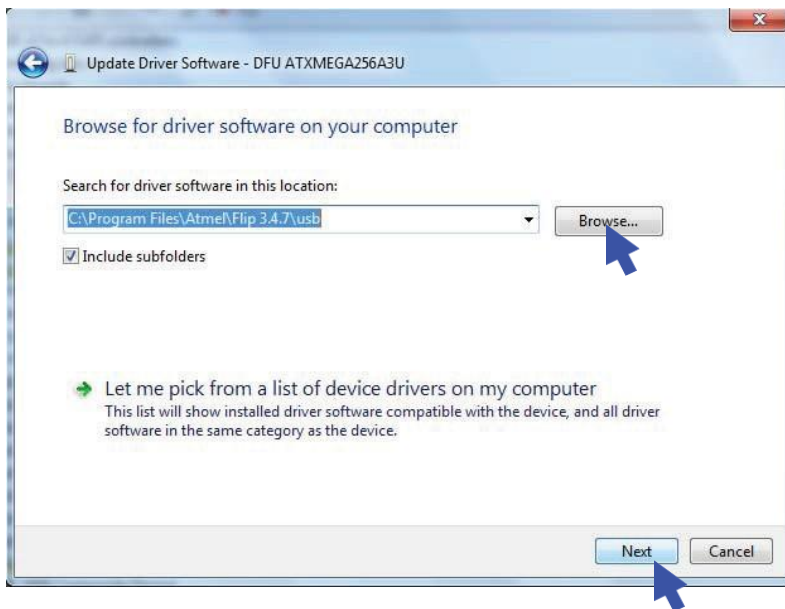 Update Driver Software - DFU ATXMEGA256A3U
Browse for driver software on your computer
Search for driver software in this location:
C:\Program Files\Atmel\Flip 3.4.7\usb
Browse...
Include subfolders
Let me pick from a list of device drivers on my computer
This list will show installed driver software compatible with the device, and all driver
software in the same category as the device.
Next
Cancel